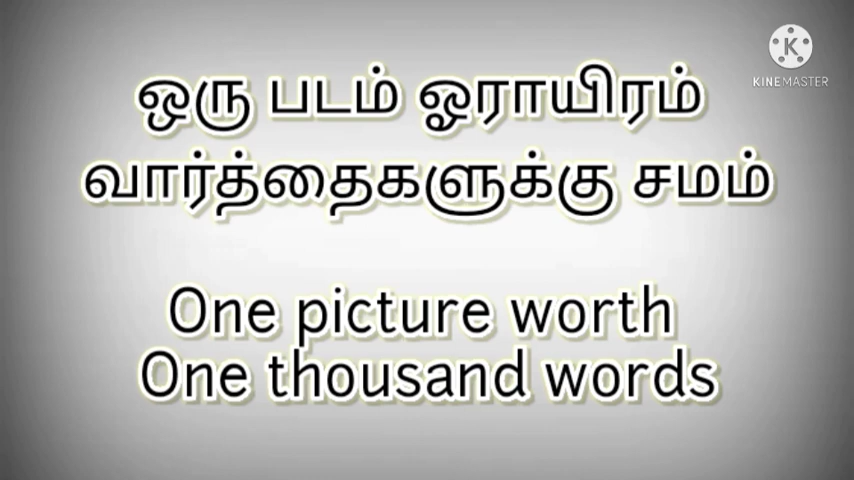 KINEMASTER
ஒரு படம் ஓராயிரம்
வார்த்தைகளுக்கு சமம்
One picture worth
One thousand words